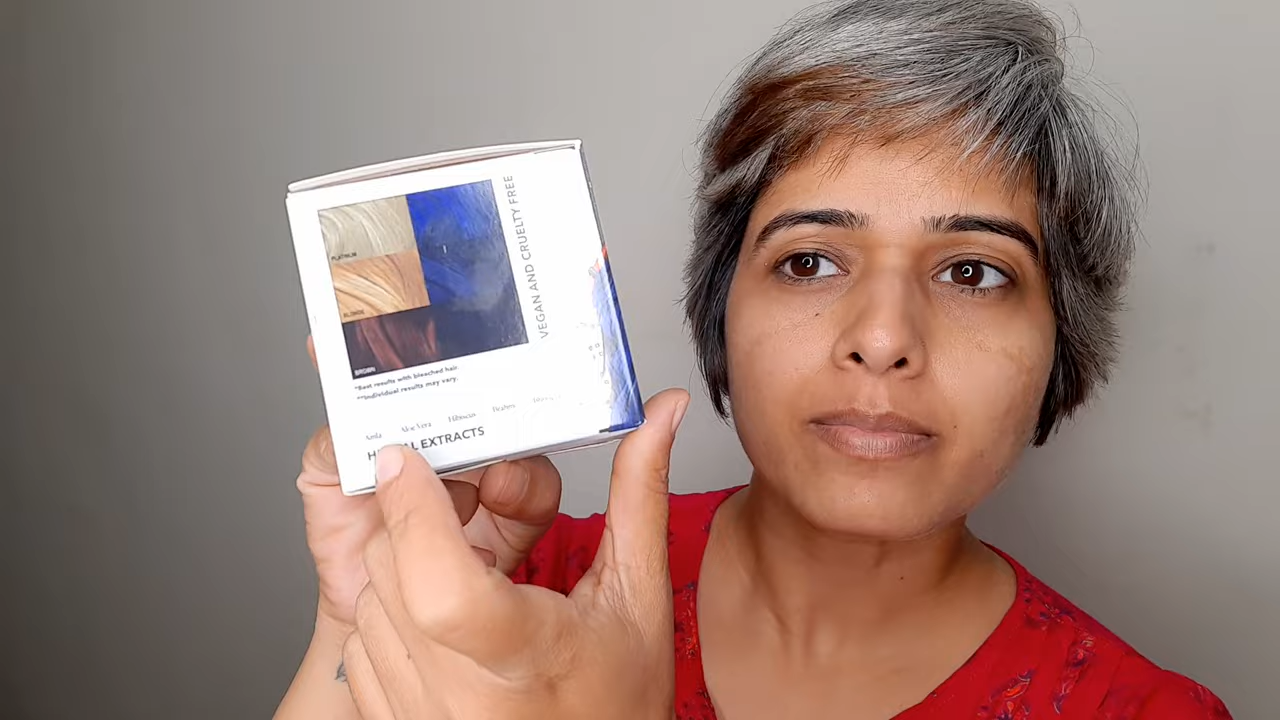 PLATINUM
BLONDE
BROWN
VEGAN AND CRUELTY FREE
*Best results with bleached hair
**Individual results may vary.
Amla Aloe Vera Hibiscus Brahmi
EXTRACTS